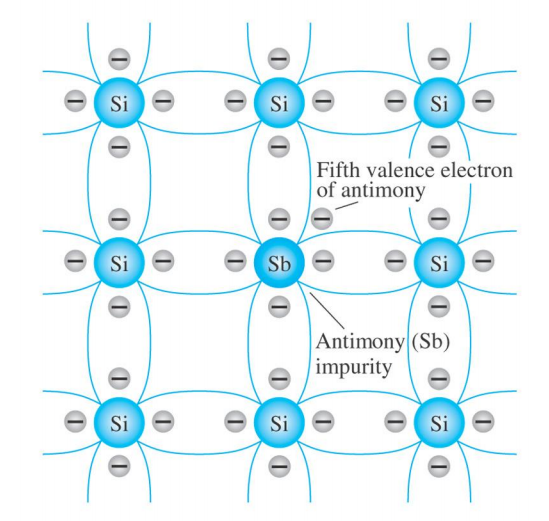 Si Si Si
Fifth valence electron
of antimony
Si Sb Si
Antimony (Sb)
impurity
Si Si Si